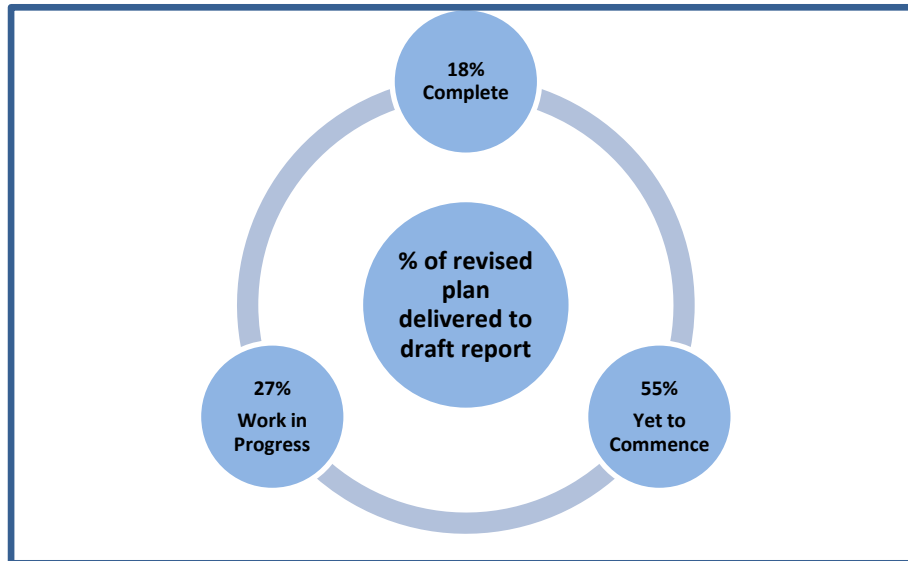 18%
Complete
% of revised
plan
delivered to
draft report
27%
Work in
Progress
55%
Yet to
Commence